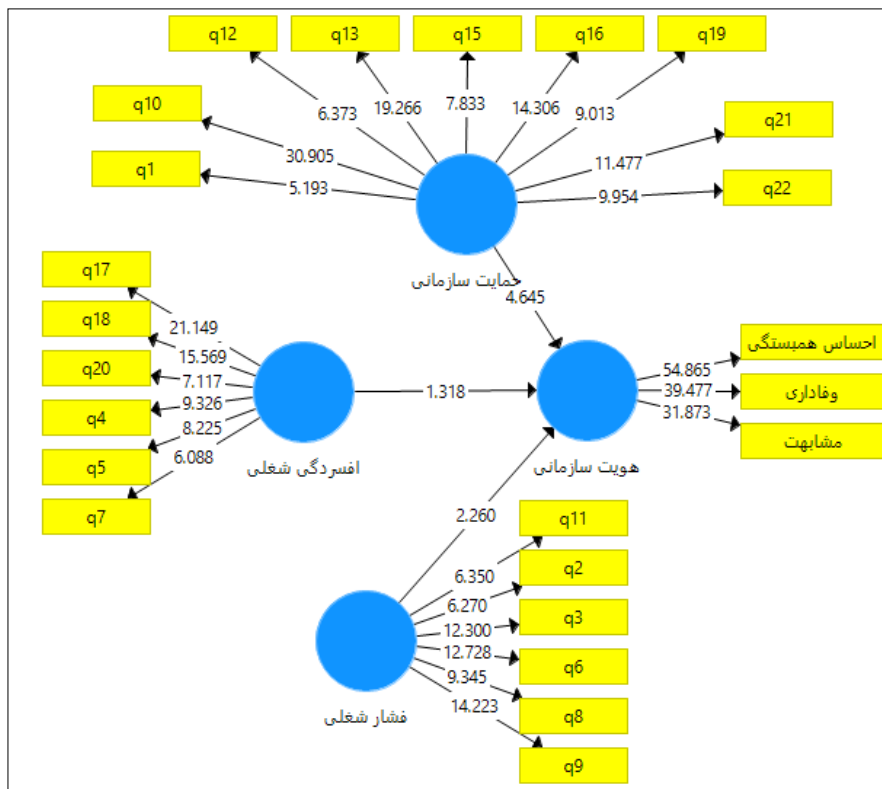 q12
q13
q15
q16
q19
q10
q1
q21
q22
6.373
19.266
7.833
14.306
9.013
30.905
5.193
11.477
9.954
حمایت سازمانی
4.645
q17
q18
q20
q4
q5
q7
21.149
15.569
7.117
9.326
8.225
6.088
افسردگی شغلی
1.318
هویت سازمانی
54.865
39.477
31.873
احساس همبستگی
وفاداری
مشابهت
2.260
فشار شغلی
6.350
6.270
12.300
12.728
9.345
14.223
q11
q2
q3
q6
q8
q9